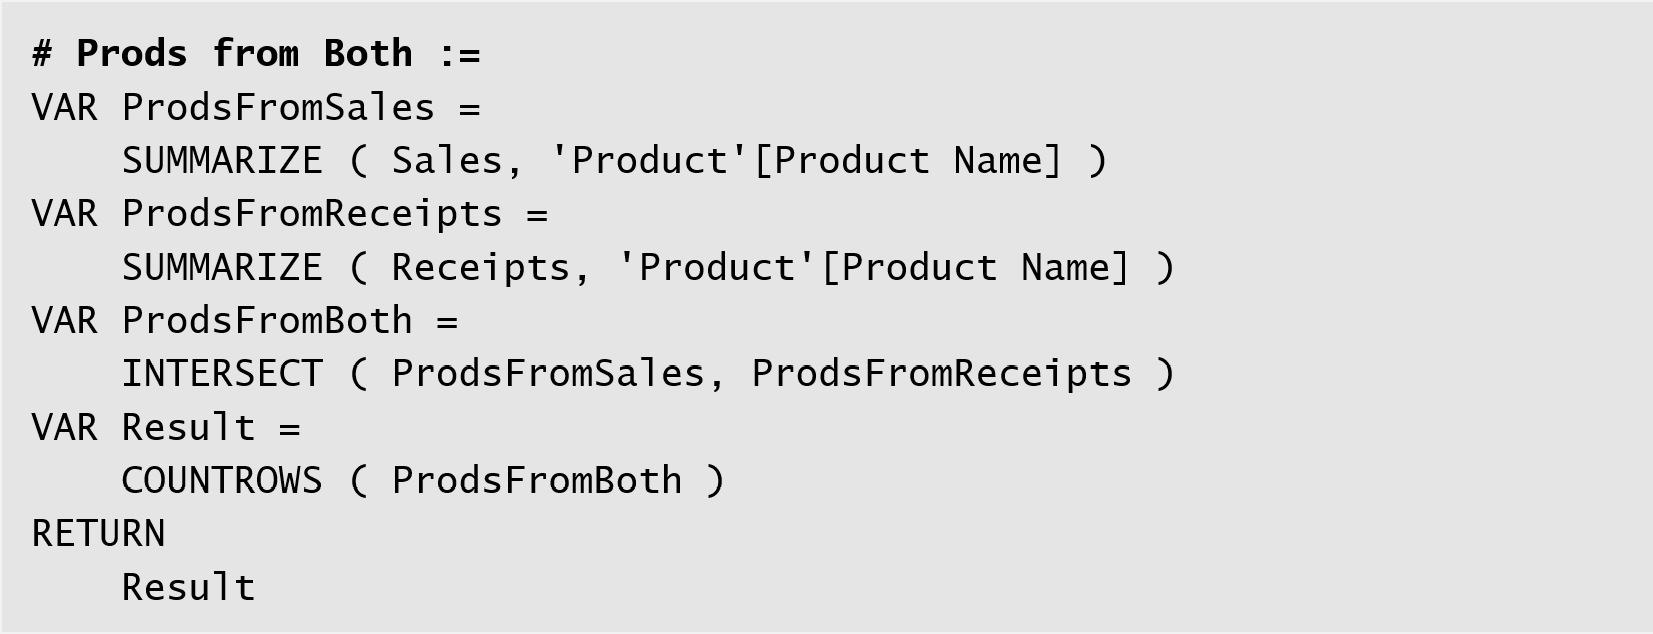 # Prods from Both :=
VAR ProdsFromSales =
    SUMMARIZE ( Sales, 'Product'[Product Name] )
VAR ProdsFromReceipts =
    SUMMARIZE ( Receipts, 'Product'[Product Name] )
VAR ProdsFromBoth =
    INTERSECT ( ProdsFromSales, ProdsFromReceipts )
VAR Result =
    COUNTROWS ( ProdsFromBoth )
RETURN
    Result